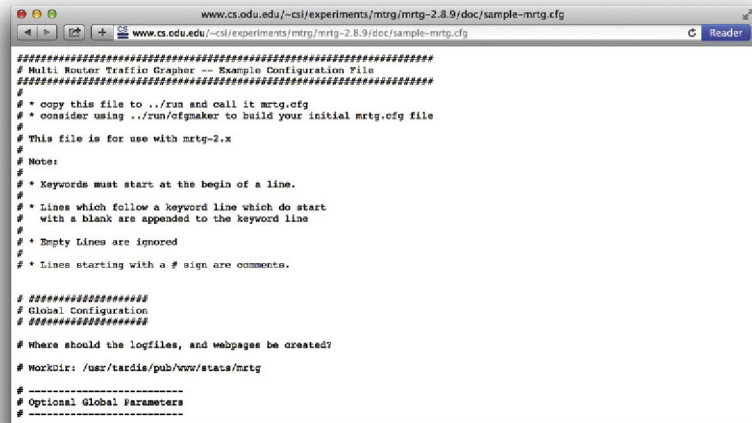 www.cs.odu.edu/~csi/experiments/mtrg/mrtg-2.8.9/doc/sample-mrtg.cfg
www.cs.odu.edu/~csi/experiments/mtrg/mrtg-2.8.9/doc/sample-mrtg.cfg Reader
######################################################################
# Multi Router Traffic Grapher -- Example Configuration File
######################################################################
#
# * copy this file to ../run and call it mrtg.cfg
# * consider using ../run/cfgmaker to build your initial mrtg.cfg file
#
# This file is for use with mrtg-2.x
#
# Note:
#
# * Keywords must start at the begin of a line.
#
# * Lines which follow a keyword line which do start
#   with a blank are appended to the keyword line
#
# * Empty Lines are ignored
#
# * Lines starting with a # sign are comments.
# ####################
# Global Configuration
# ####################
# Where should the logfiles, and webpages be created?
# WorkDir: /usr/tardis/pub/www/stats/mrtg
# --------------------------
# Optional Global Parameters
# --------------------------